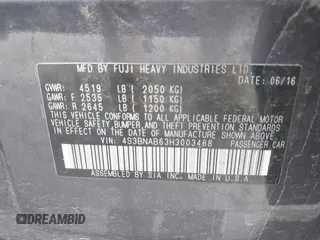 MFD BY FUJI HEAVY INDUSTRIES LTD.
DATE: 06/16
GVWR: 4519 LB ( 2050 KG)
GAWR: F 2535 LB ( 1150 KG)
GAWR: R 2645 LB ( 1200 KG)
THIS VEHICLE CONFORMS TO ALL APPLICABLE FEDERAL MOTOR
VEHICLE SAFETY, BUMPER, AND THEFT PREVENTION STANDARDS IN
EFFECT ON THE DATE OF MANUFACTURE SHOWN ABOVE.
VIN: 4S3BNAB63H3003468 PASSENGER CAR
ASSEMBLED BY SIA INC. MADE IN U.S.A
DREAMBID